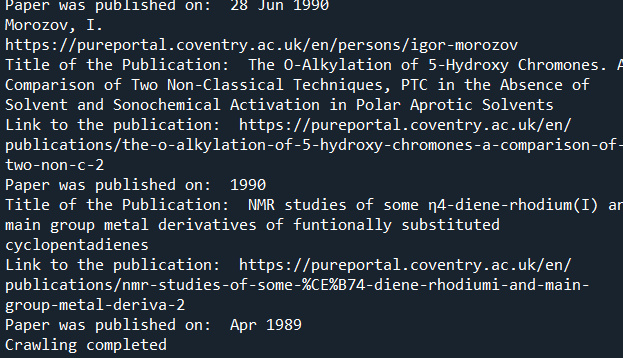 Paper was published on:  28 Jun 1990
Morozov, I.
https://pureportal.coventry.ac.uk/en/persons/igor-morozov
Title of the Publication:  The O-Alkylation of 5-Hydroxy Chromones. A
Comparison of Two Non-Classical Techniques, PTC in the Absence of
Solvent and Sonochemical Activation in Polar Aprotic Solvents
Link to the publication:  https://pureportal.coventry.ac.uk/en/
publications/the-o-alkylation-of-5-hydroxy-chromones-a-comparison-of-
two-non-c-2
Paper was published on:  1990
Title of the Publication:  NMR studies of some η4-diene-rhodium(I) an
main group metal derivatives of funtionally substituted
cyclopentadienes
Link to the publication:  https://pureportal.coventry.ac.uk/en/
publications/nmr-studies-of-some-%CE%B74-diene-rhodiumi-and-main-
group-metal-deriva-2
Paper was published on:  Apr 1989
Crawling completed